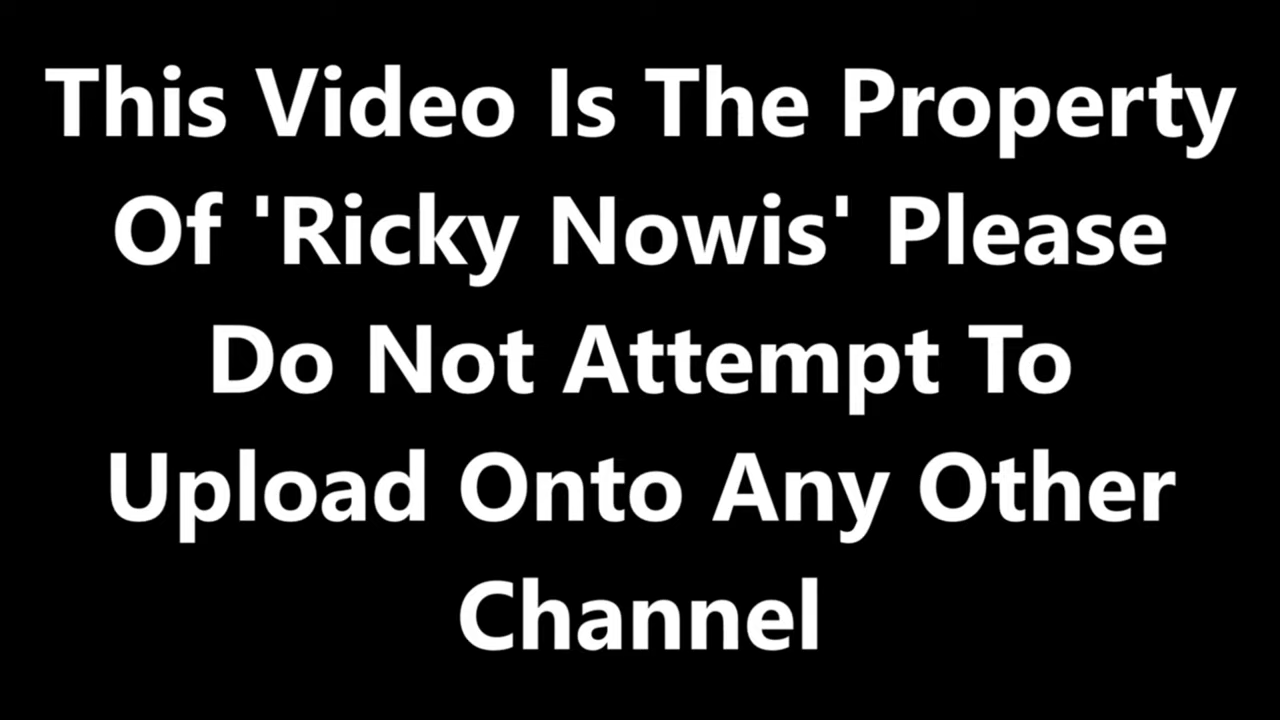 This Video Is The Property
Of 'Ricky Nowis' Please
Do Not Attempt To
Upload Onto Any Other
Channel